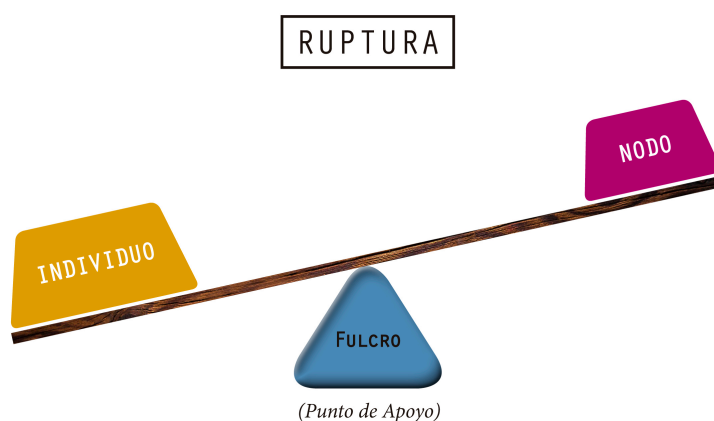 RUPTURA
NODO
INDIVIDUO
FULCRO
(Punto de Apoyo)